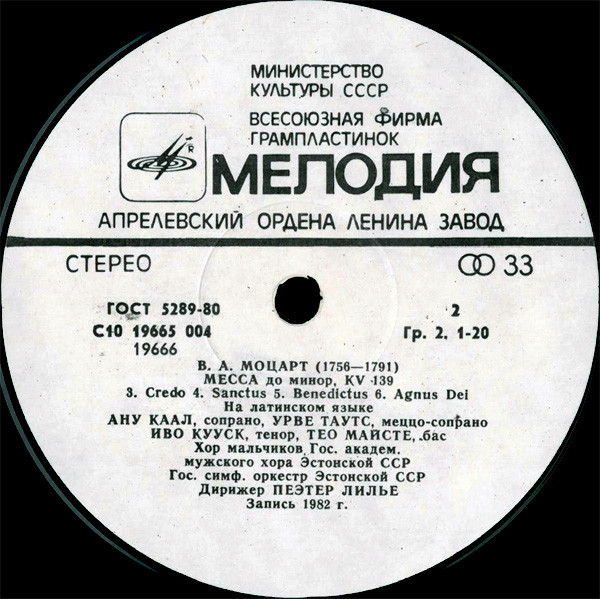 МИНИСТЕРСТВО
КУЛЬТУРЫ СССР
ВСЕСОЮЗНАЯ ФИРМА
ГРАМПЛАСТИНОК
R
МЕЛОДИЯ
АПРЕЛЕВСКИЙ ОРДЕНА ЛЕНИНА ЗАВОД
СТЕРЕО 33
ГОСТ 5289-80 2
С10 19665 004 Гр. 2. 1-20
19666
В. А. МОЦАРТ (1756—1791)
МЕССА до минор, KV 139
3. Credo 4. Sanctus 5. Benedictus 6. Agnus Dei
На латинском языке
АНУ КААЛ, сопрано, УРВЕ ТАУТС, меццо-сопрано
ИВО КУУСК, тенор, ТЕО МАЙСТЕ, бас
Хор мальчиков Гос. академ.
мужского хора Эстонской ССР
Гос. симф. оркестр Эстонской ССР
Дирижер ПЕЭТЕР ЛИЛЬЕ
Запись 1982 г.